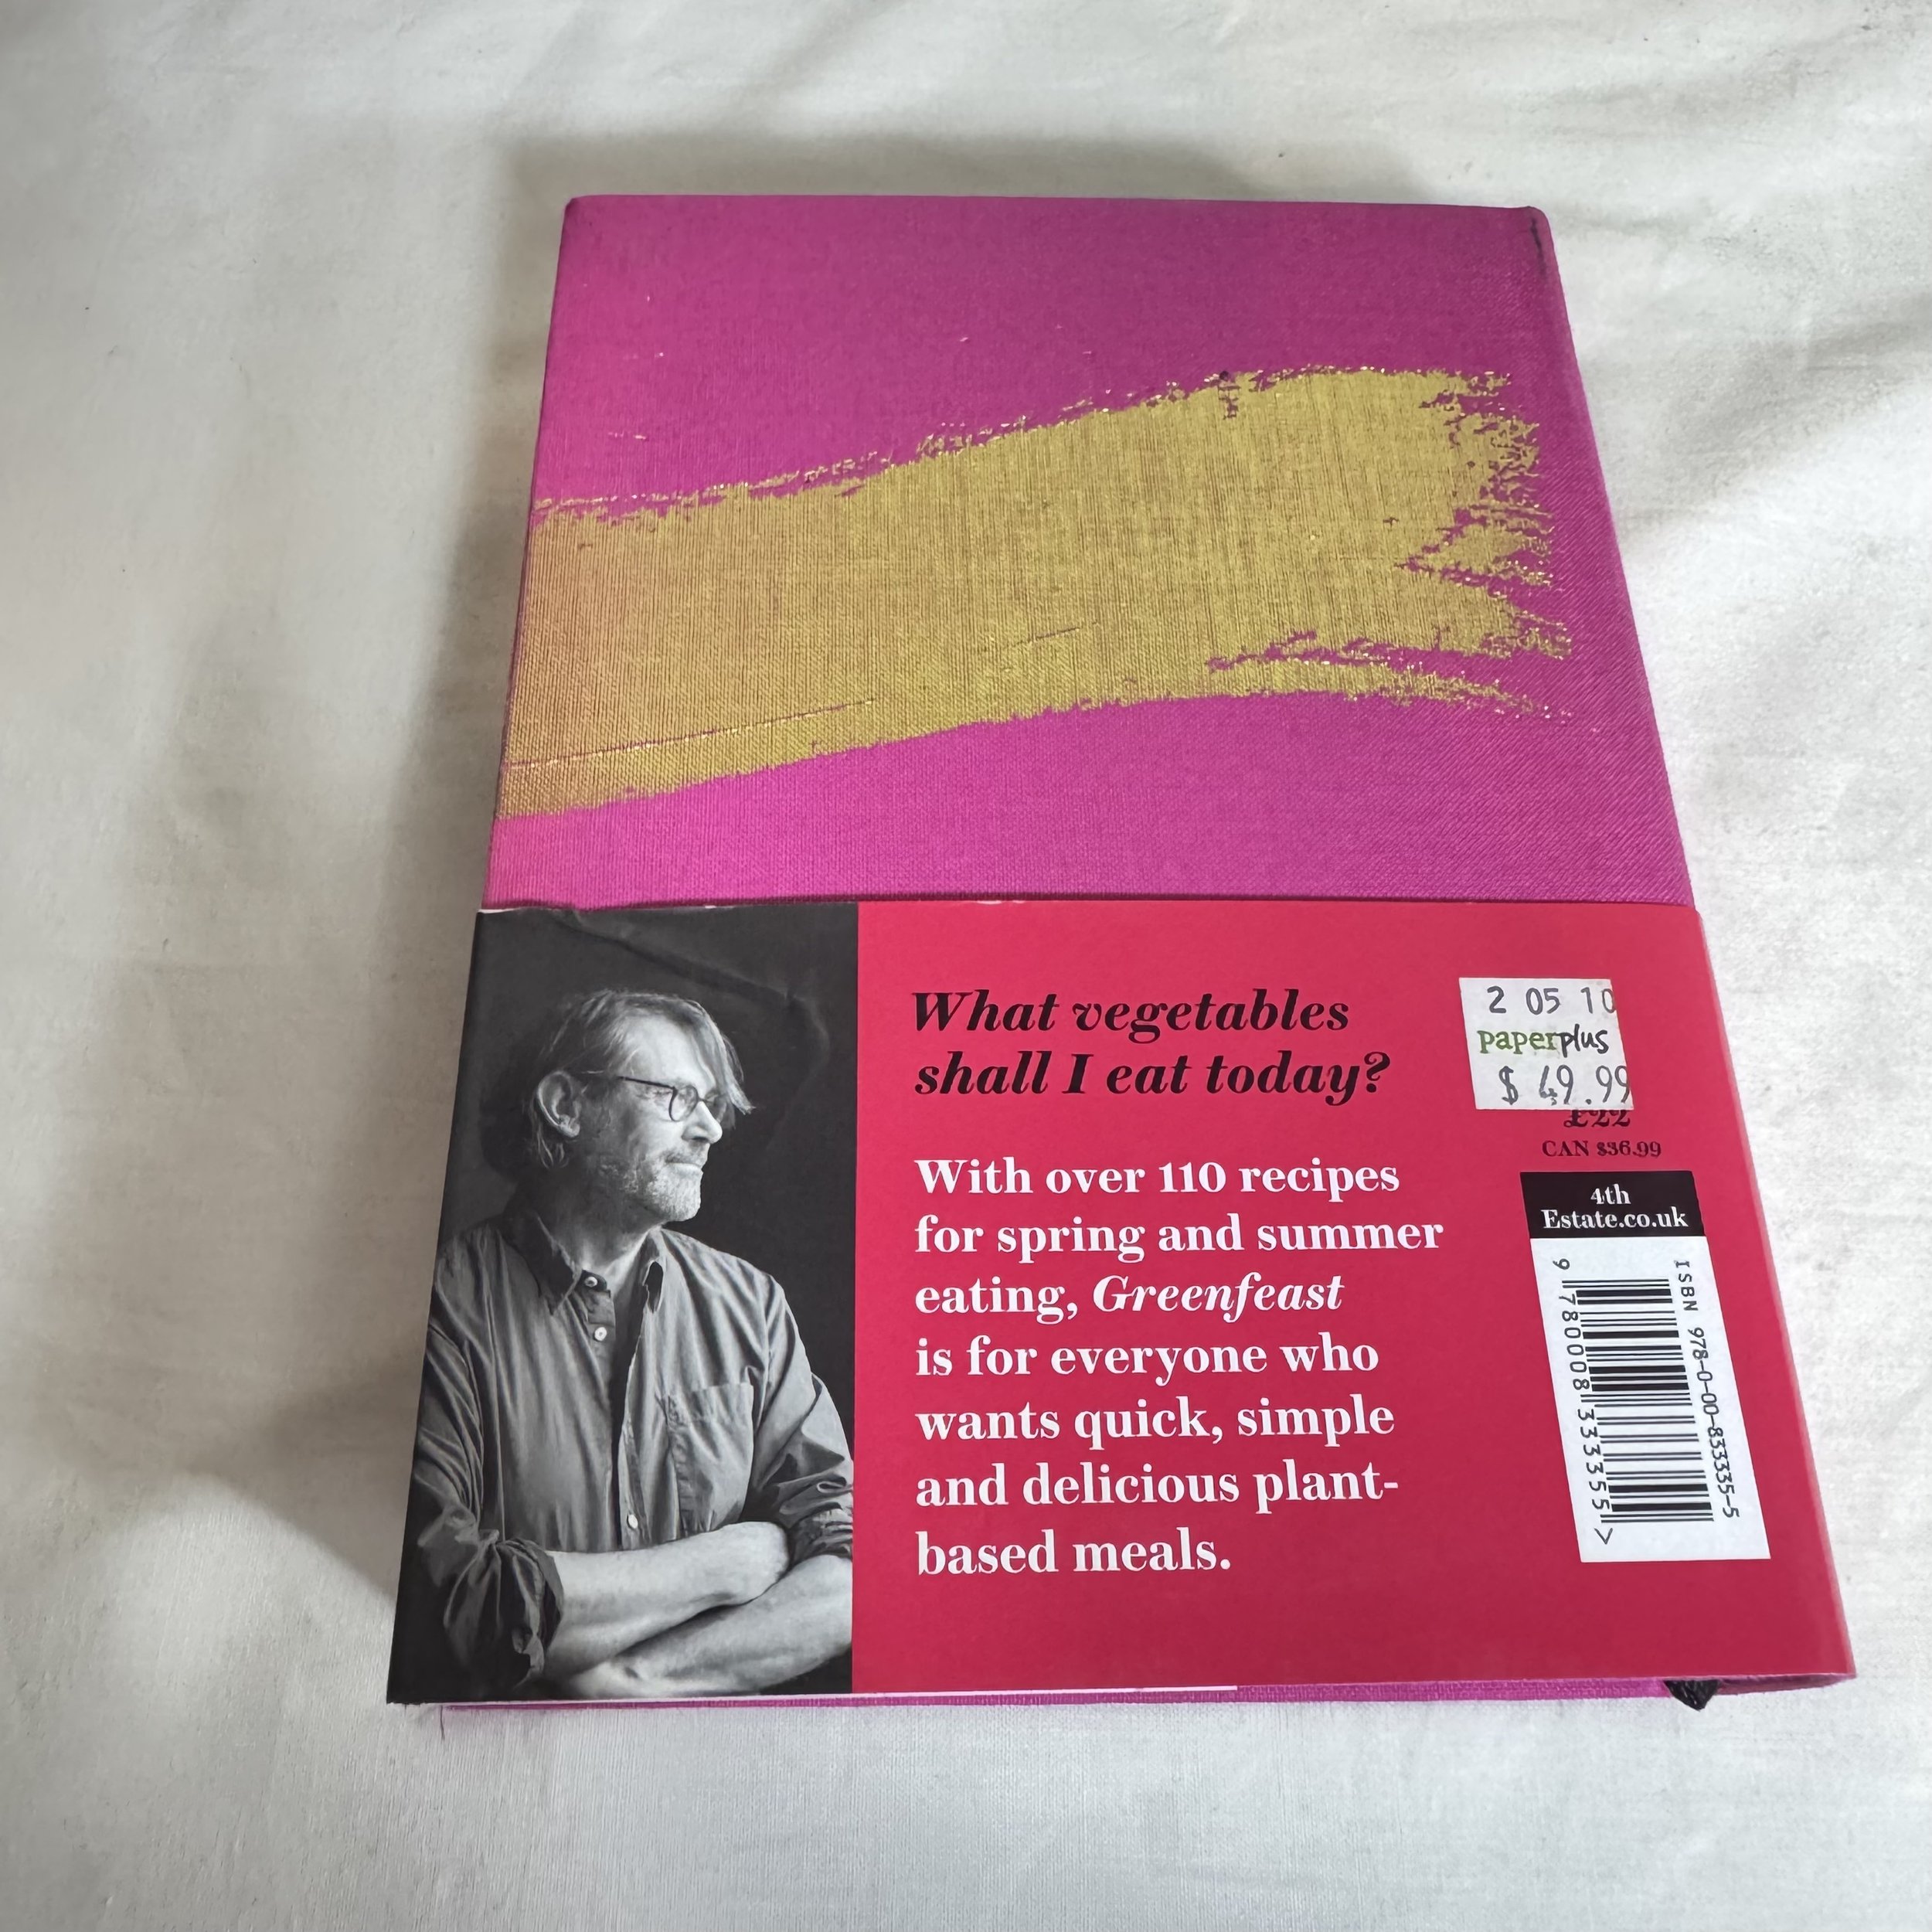 What vegetables
shall I eat today?
With over 110 recipes
for spring and summer
eating, Greenfeast
is for everyone who
wants quick, simple
and delicious plant-
based meals.
2 05 10
paperplus
$ 49.99
£22
CAN $36.99
4th
Estate.co.uk
ISBN 978-0-00-833335-5
9 780008 333355 >